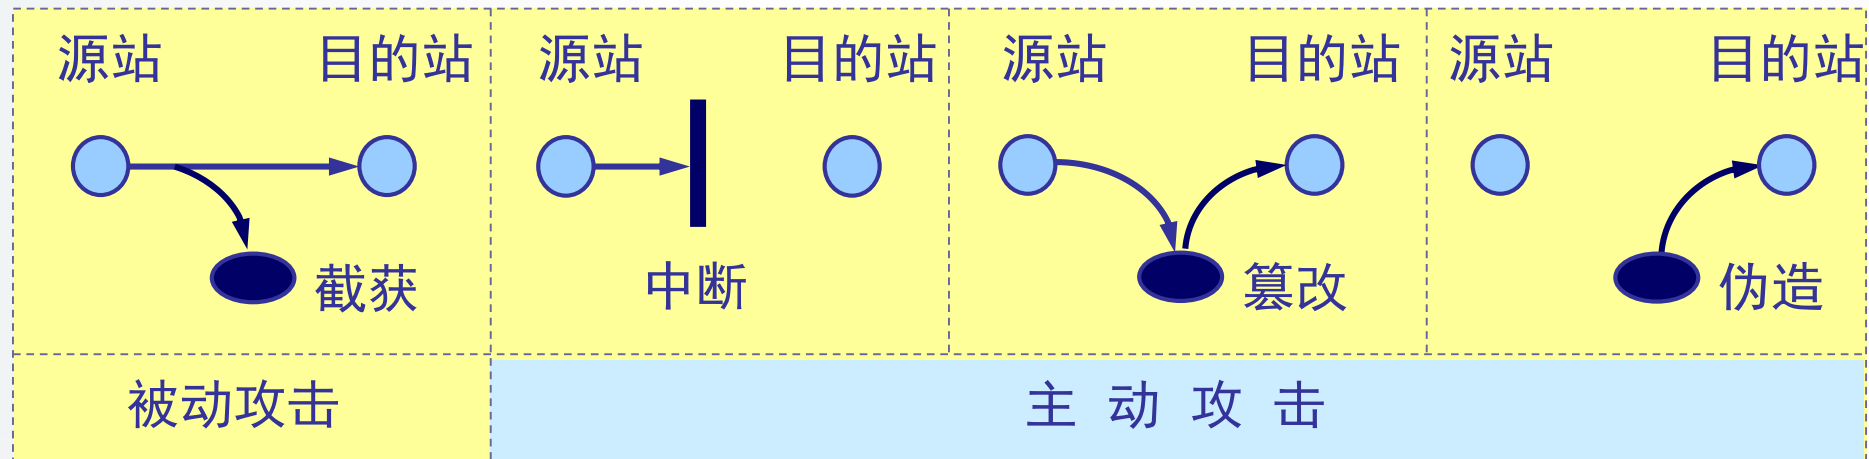 源站 目的站 源站 目的站 源站 目的站 源站 目的站
截获 中断 篡改 伪造
被动攻击 主 动 攻 击